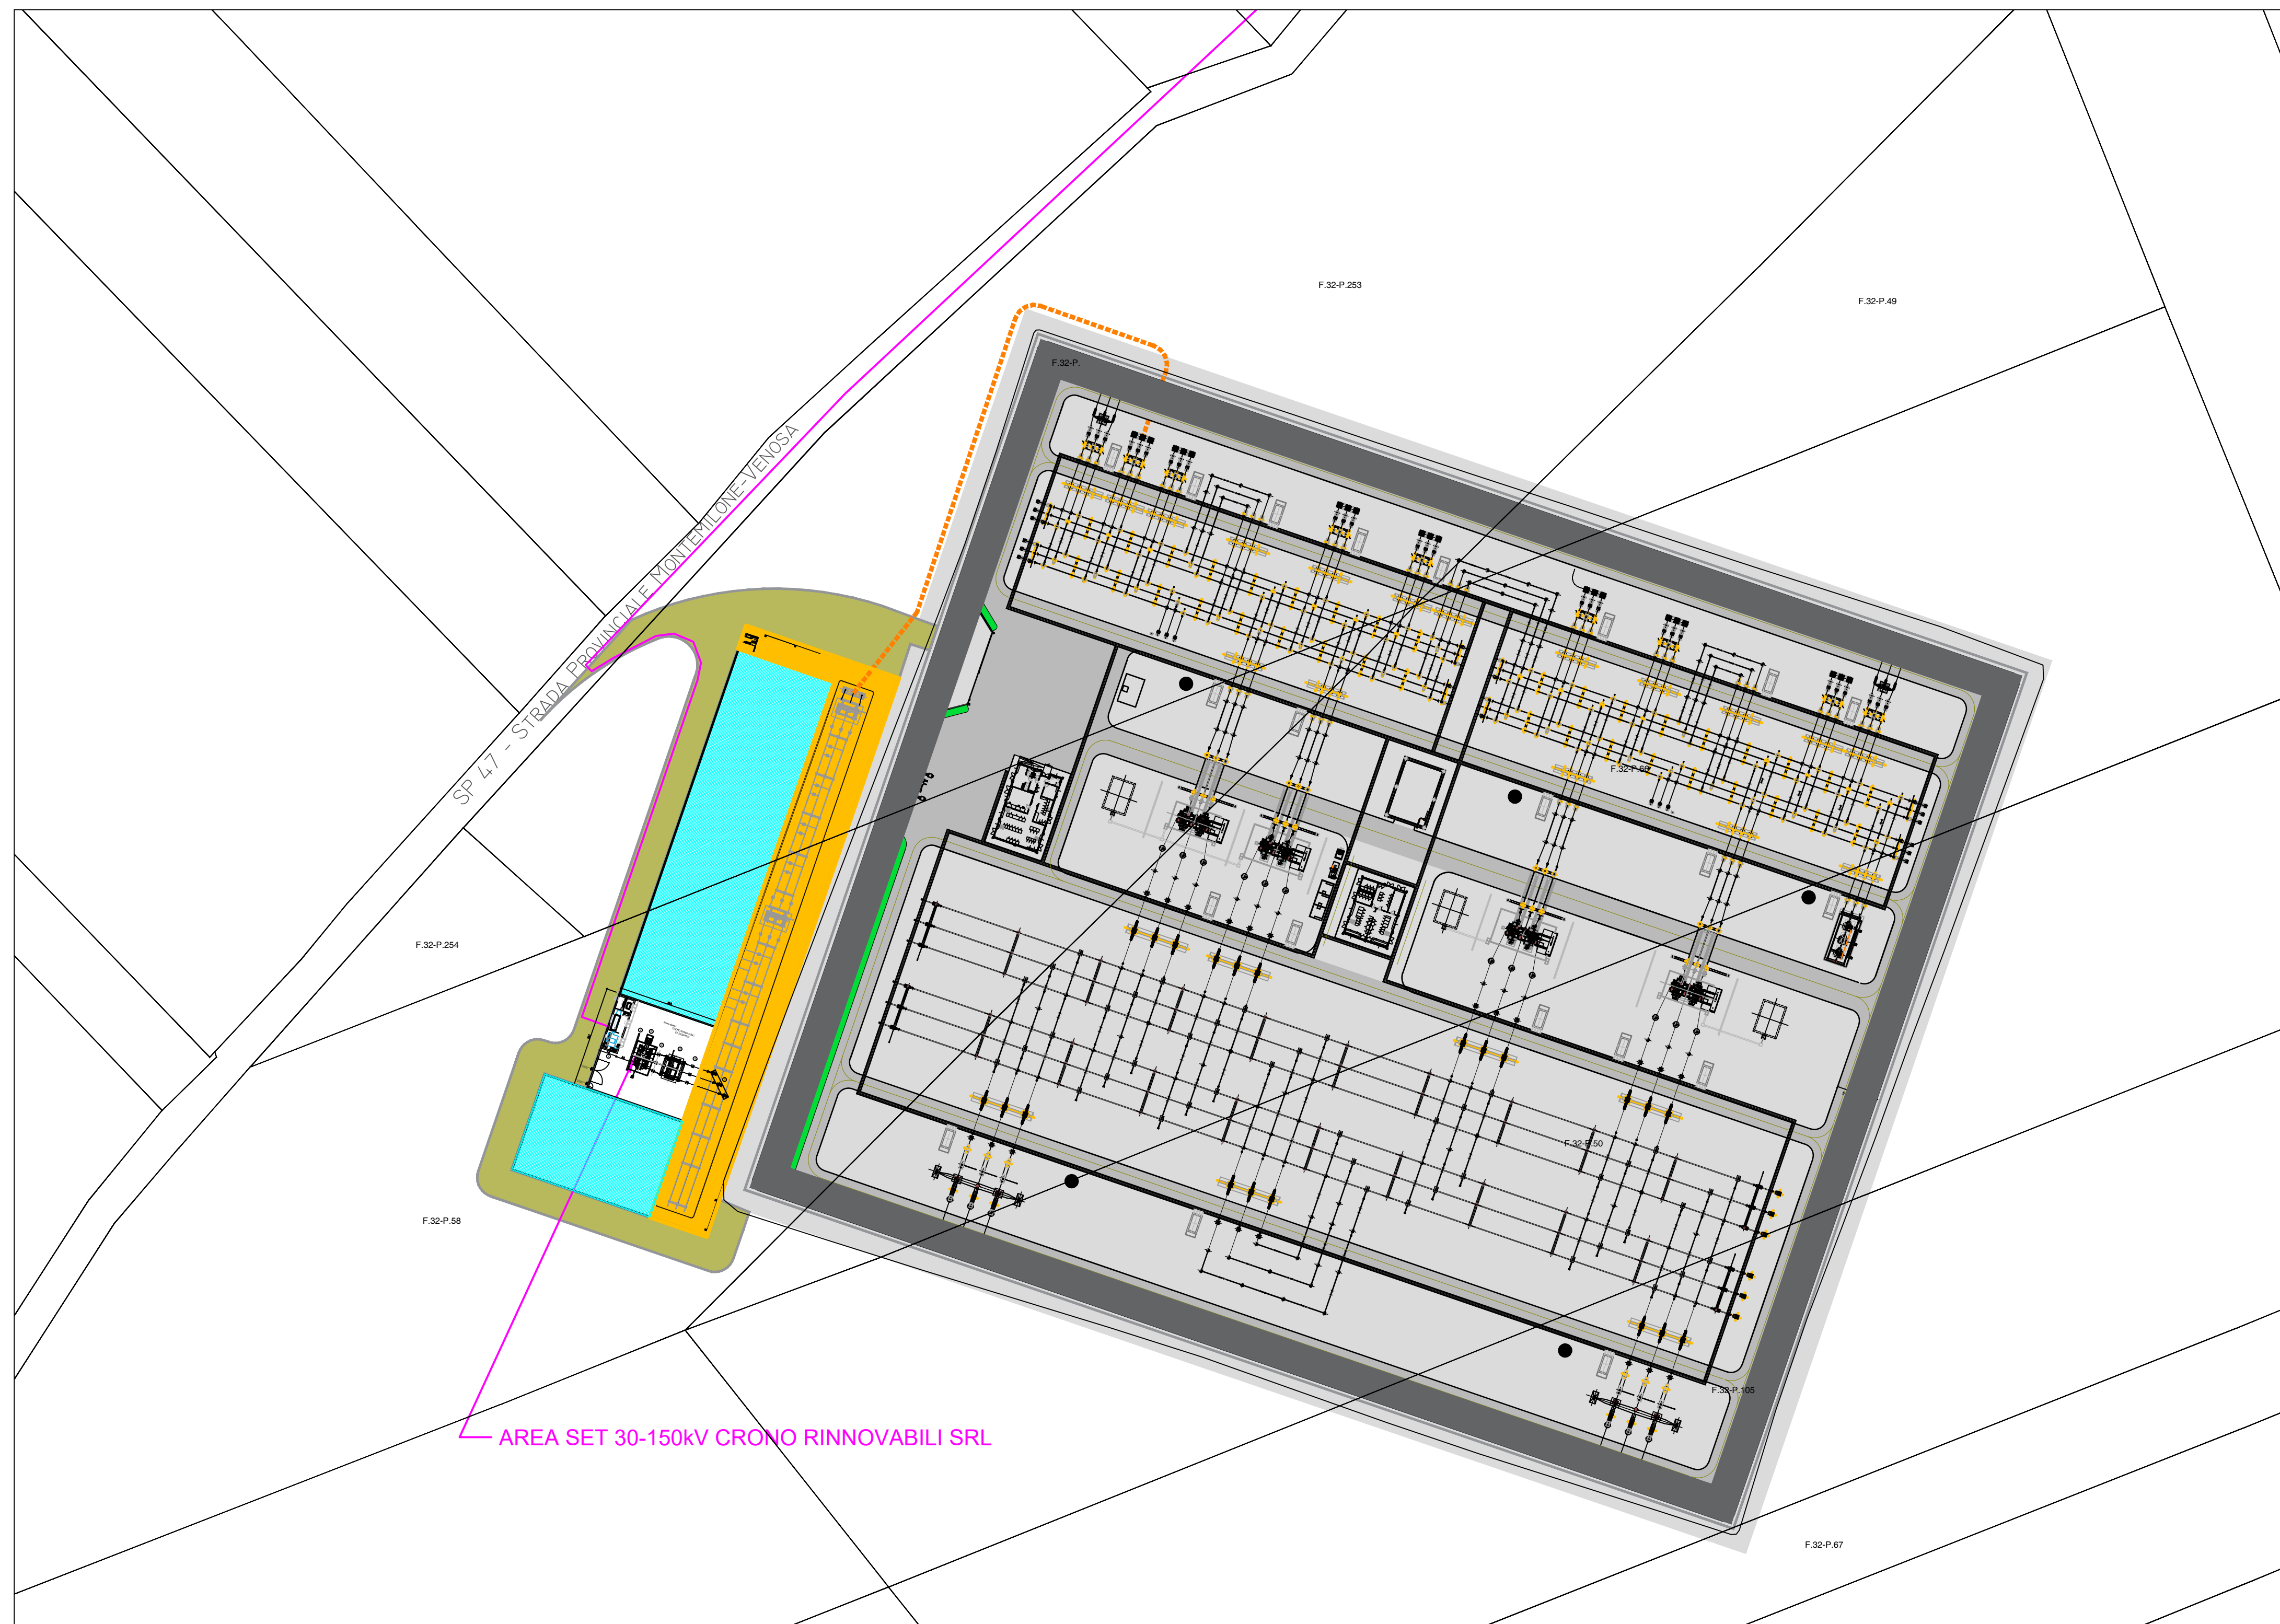 F.32-P.253
F.32-P.49
F.32-P.
SP 47 - STRADA PROVINCIALE MONTEMILONE-VENOSA
F.32-P.254
F.32-P.50
F.32-P.58
F.32-P.105
AREA SET 30-150kV CRONO RINNOVABILI SRL
F.32-P.67